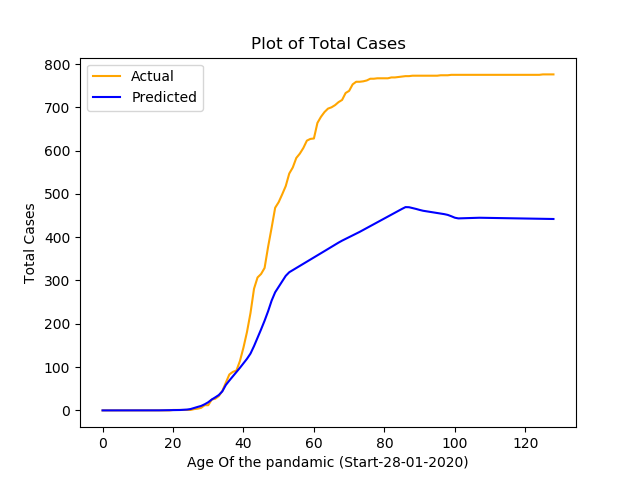 Plot of Total Cases
Actual
Predicted
800
700
600
500
400
300
200
100
0
Total Cases
0 20 40 60 80 100 120
Age Of the pandamic (Start-28-01-2020)